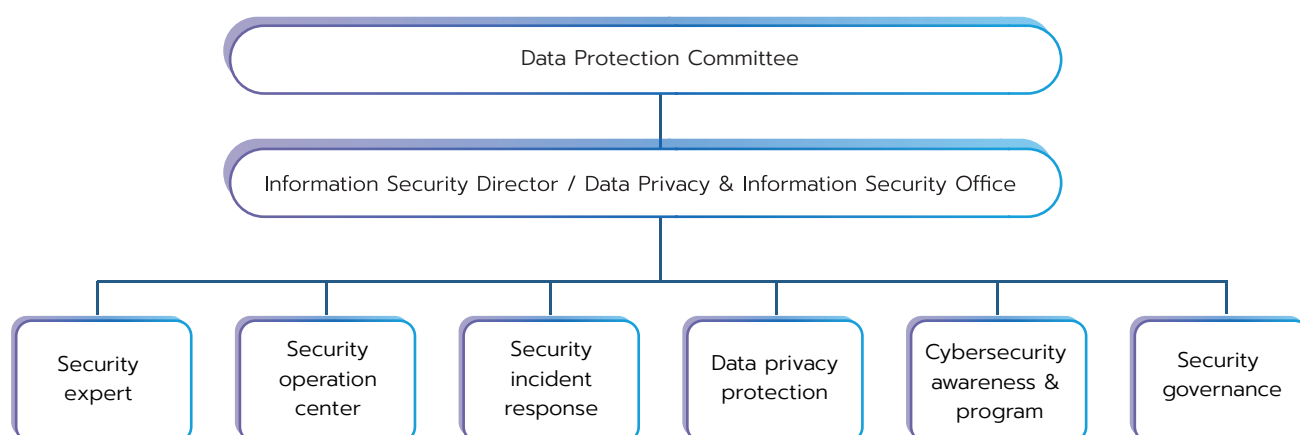 Data Protection Committee
Information Security Director / Data Privacy & Information Security Office
Security
expert
Security
operation
center
Security
incident
response
Data privacy
protection
Cybersecurity
awareness &
program
Security
governance